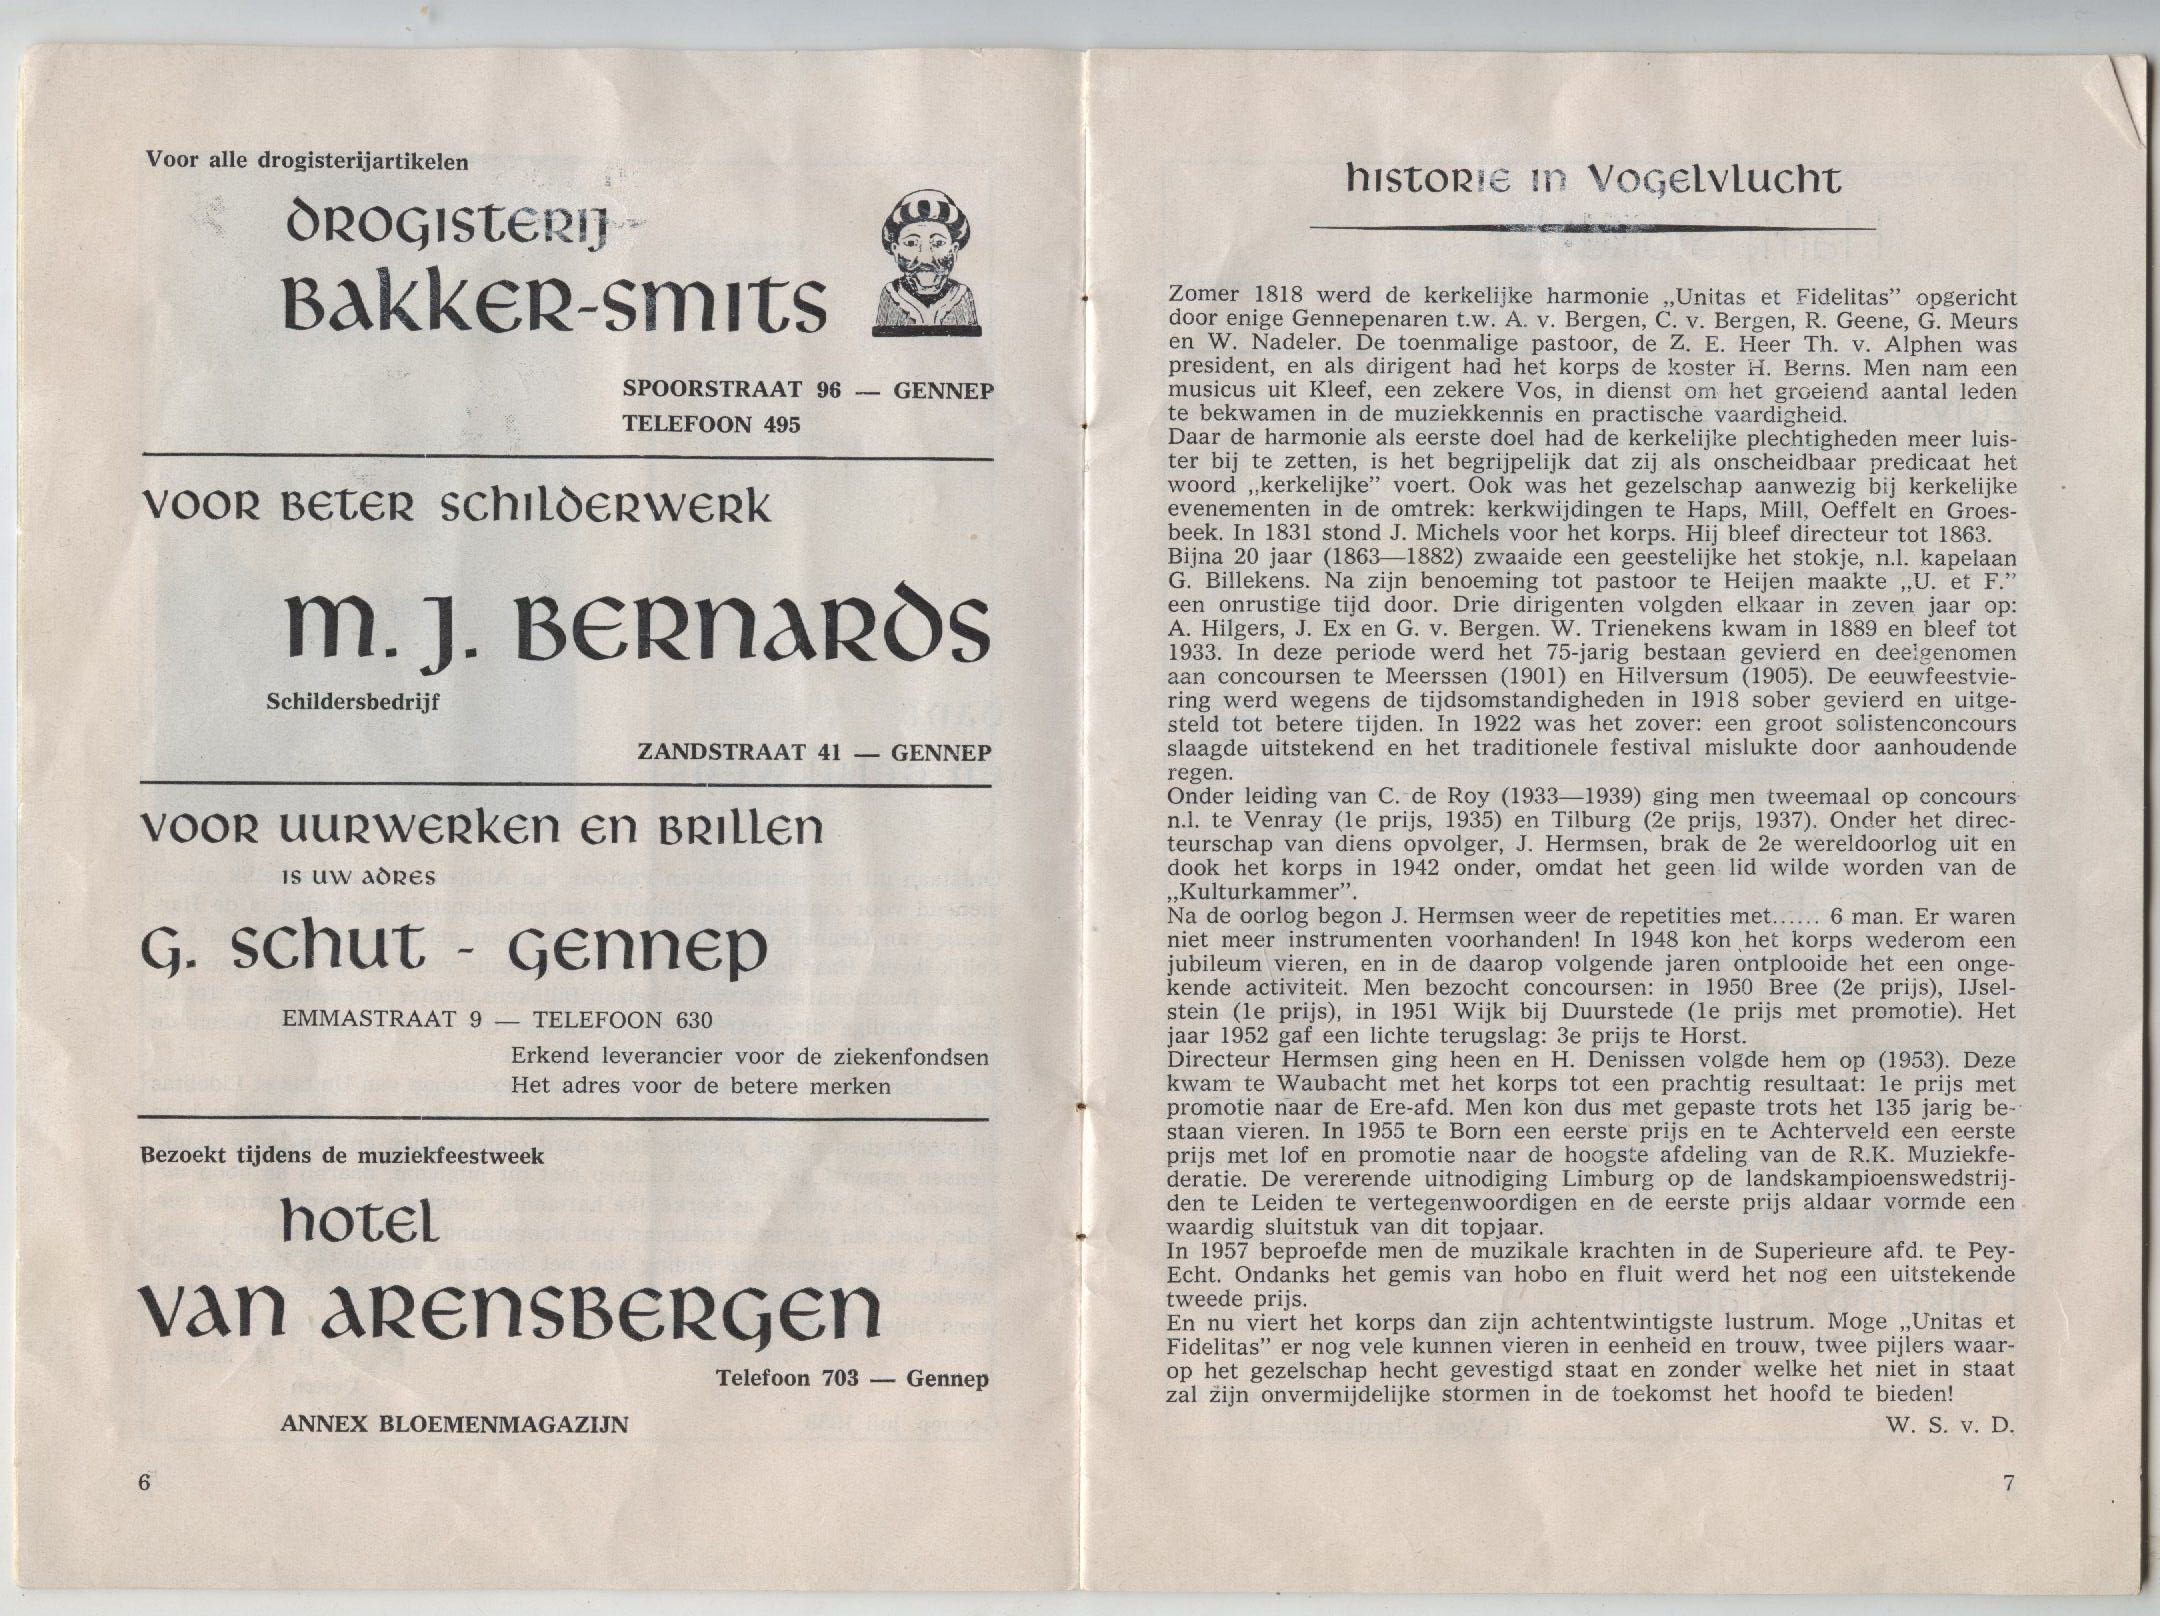 Voor alle drogisterijartikelen
DROGISTERIJ
BAKKER-SMITS
SPOORSTRAAT 96 — GENNEP
TELEFOON 495
VOOR BETER SCHILDERWERK
M. J. BERNARDS
Schildersbedrijf
ZANDSTRAAT 41 — GENNEP
VOOR UURWERKEN EN BRILLEN
IS UW ADRES
G. SCHUT - GENNEP
EMMASTRAAT 9 — TELEFOON 630
Erkend leverancier voor de ziekenfondsen
Het adres voor de betere merken
Bezoekt tijdens de muziekfeestweek
HOTEL
VAN ARENSBERGEN
Telefoon 703 — Gennep
ANNEX BLOEMENMAGAZIJN
6
HISTORIE IN VOGELVLUCHT
Zomer 1818 werd de kerkelijke harmonie „Unitas et Fidelitas” opgericht
door enige Gennepenaren t.w. A. v. Bergen, C. v. Bergen, R. Geene, G. Meurs
en W. Nadeler. De toenmalige pastoor, de Z. E. Heer Th. v. Alphen was
president, en als dirigent had het korps de koster H. Berns. Men nam een
musicus uit Kleef, een zekere Vos, in dienst om het groeiend aantal leden
te bekwamen in de muziekkennis en practische vaardigheid.
Daar de harmonie als eerste doel had de kerkelijke plechtigheden meer luis-
ter bij te zetten, is het begrijpelijk dat zij als onscheidbaar predicaat het
woord „kerkelijke” voert. Ook was het gezelschap aanwezig bij kerkelijke
evenementen in de omtrek: kerkwijdingen te Haps, Mill, Oeffelt en Groes-
beek. In 1831 stond J. Michels voor het korps. Hij bleef directeur tot 1863.
Bijna 20 jaar (1863—1882) zwaaide een geestelijke het stokje, n.l. kapelaan
G. Billekens. Na zijn benoeming tot pastoor te Heijen maakte „U. et F.”
een onrustige tijd door. Drie dirigenten volgden elkaar in zeven jaar op:
A. Hilgers, J. Ex en G. v. Bergen. W. Trienekens kwam in 1889 en bleef tot
1933. In deze periode werd het 75-jarig bestaan gevierd en deelgenomen
aan concoursen te Meerssen (1901) en Hilversum (1905). De eeuwfeestvie-
ring werd wegens de tijdsomstandigheden in 1918 sober gevierd en uitge-
steld tot betere tijden. In 1922 was het zover: een groot solistenconcours
slaagde uitstekend en het traditionele festival mislukte door aanhoudende
regen.
Onder leiding van C. de Roy (1933—1939) ging men tweemaal op concours
n.l. te Venray (1e prijs, 1935) en Tilburg (2e prijs, 1937). Onder het direc-
teurschap van diens opvolger, J. Hermsen, brak de 2e wereldoorlog uit en
dook het korps in 1942 onder, omdat het geen lid wilde worden van de
„Kulturkammer”.
Na de oorlog begon J. Hermsen weer de repetities met...... 6 man. Er waren
niet meer instrumenten voorhanden! In 1948 kon het korps wederom een
jubileum vieren, en in de daarop volgende jaren ontplooide het een onge-
kende activiteit. Men bezocht concoursen: in 1950 Bree (2e prijs), IJsel-
stein (1e prijs), in 1951 Wijk bij Duurstede (1e prijs met promotie). Het
jaar 1952 gaf een lichte terugslag: 3e prijs te Horst.
Directeur Hermsen ging heen en H. Denissen volgde hem op (1953). Deze
kwam te Waubacht met het korps tot een prachtig resultaat: 1e prijs met
promotie naar de Ere-afd. Men kon dus met gepaste trots het 135 jarig be-
staan vieren. In 1955 te Born een eerste prijs en te Achterveld een eerste
prijs met lof en promotie naar de hoogste afdeling van de R.K. Muziekfe-
deratie. De vererende uitnodiging Limburg op de landskampioenswedstrij-
den te Leiden te vertegenwoordigen en de eerste prijs aldaar vormde een
waardig sluitstuk van dit topjaar.
In 1957 beproefde men de muzikale krachten in de Superieure afd. te Pey-
Echt. Ondanks het gemis van hobo en fluit werd het nog een uitstekende
tweede prijs.
En nu viert het korps dan zijn achtentwintigste lustrum. Moge „Unitas et
Fidelitas” er nog vele kunnen vieren in eenheid en trouw, twee pijlers waar-
op het gezelschap hecht gevestigd staat en zonder welke het niet in staat
zal zijn onvermijdelijke stormen in de toekomst het hoofd te bieden!
W. S. v. D.
7